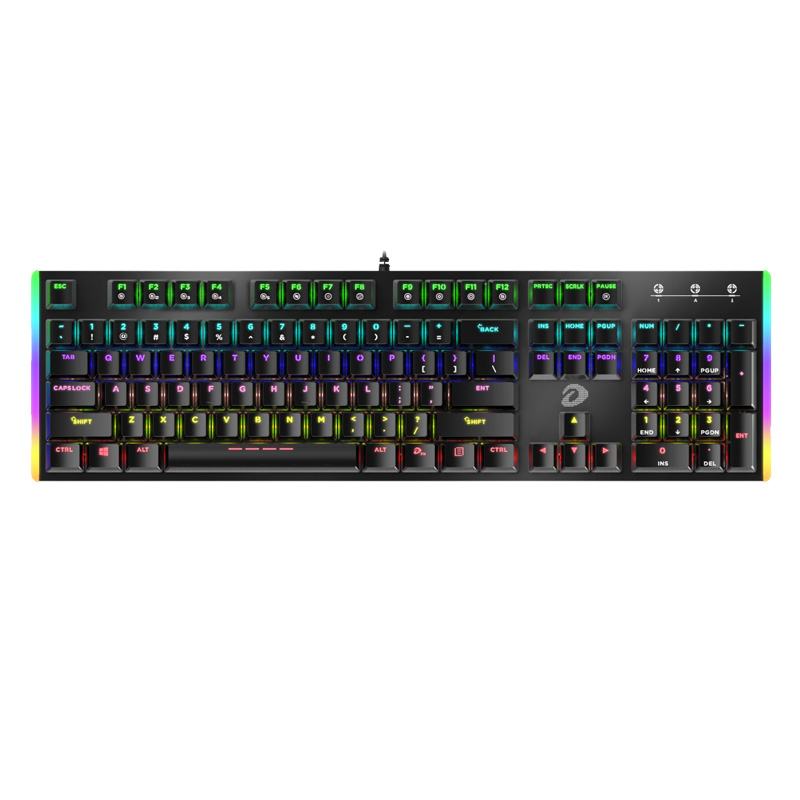 ESC F1 F2 F3 F4 F5 F6 F7 F8 F9 F10 F11 F12 PRTSC SCRLK PAUSE
1 A
~ 1 2 3 4 5 6 7 8 9 0 - + BACK INS HOME PGUP NUM / * -
! @ # $ % ^ & * ( ) - =
TAB Q W E R T Y U I O P { } | DEL END PGDN 7 8 9 +
[ ] \ HOME PGUP
CAPSLOCK A S D F G H J K L : " ENT 4 5 6
; '
SHIFT Z X C V B N M < > ? SHIFT 1 2 3
, . / END PGDN ENT
CTRL ALT ALT CTRL 0 .
INS DEL